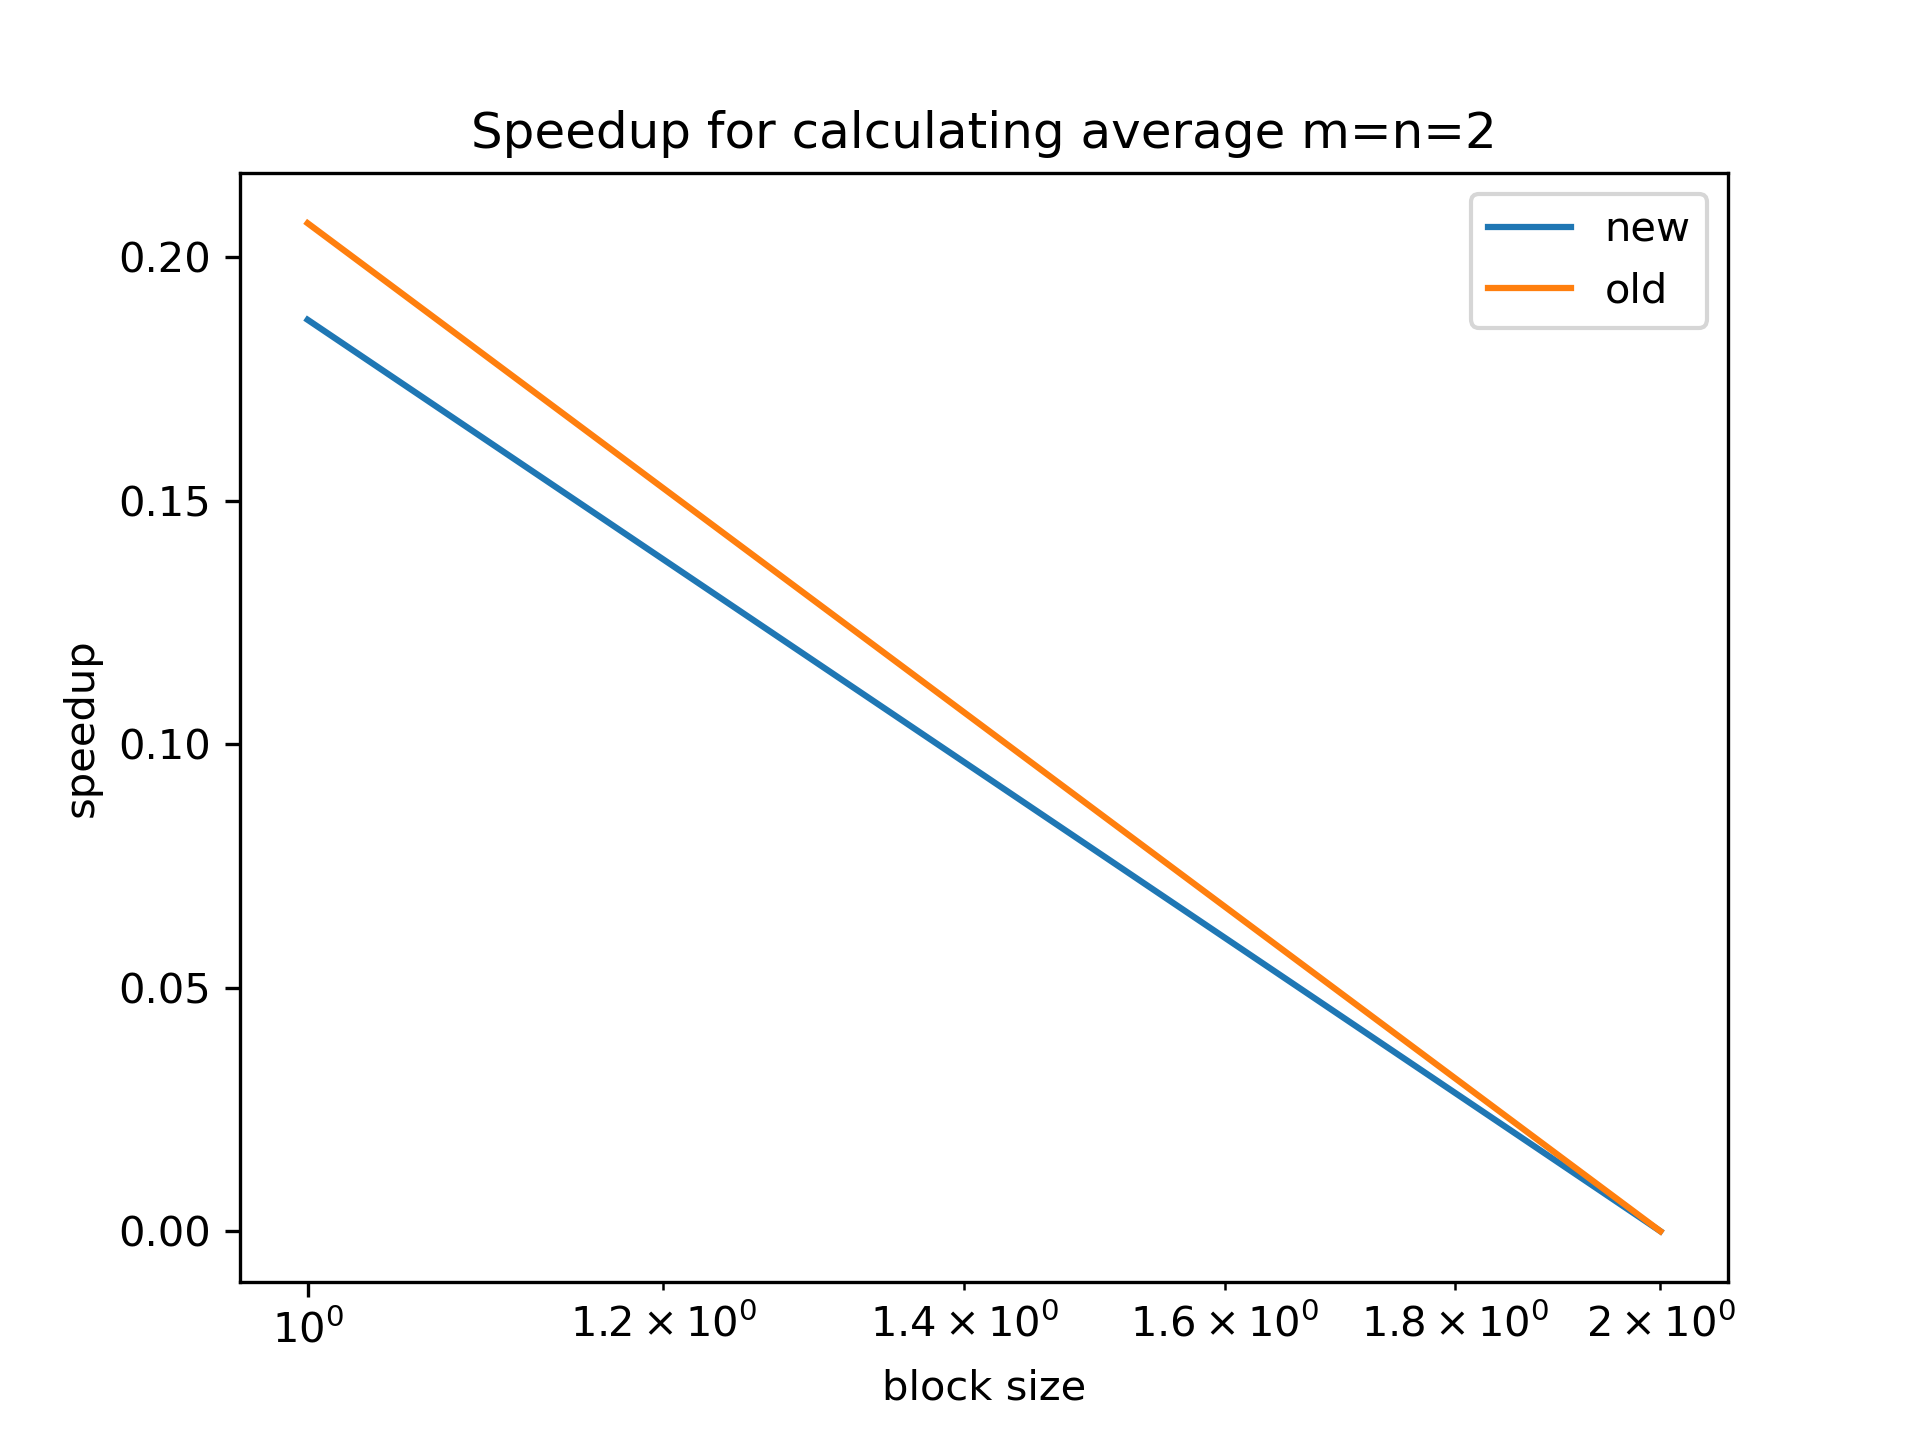 Speedup for calculating average m=n=2
new
old
0.20
0.15
0.10
0.05
0.00
speedup
10⁰
1.2 × 10⁰
1.4 × 10⁰
1.6 × 10⁰
1.8 × 10⁰
2 × 10⁰
block size